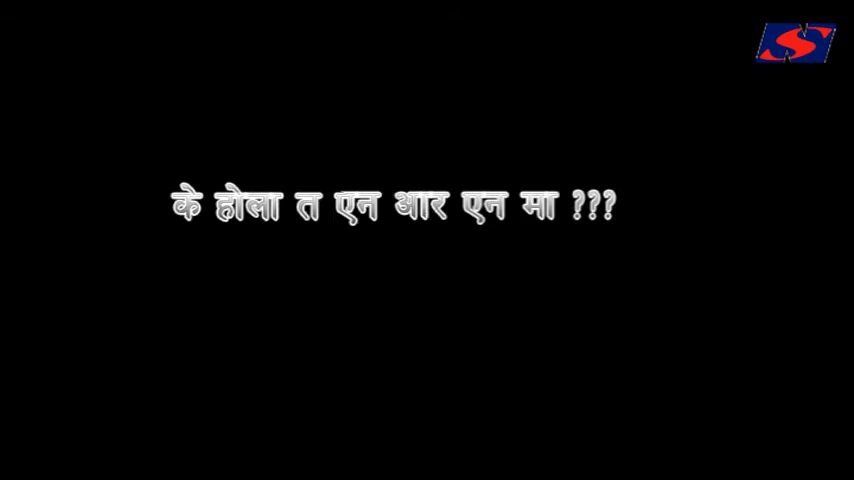 के होला त एन आर एन मा ???